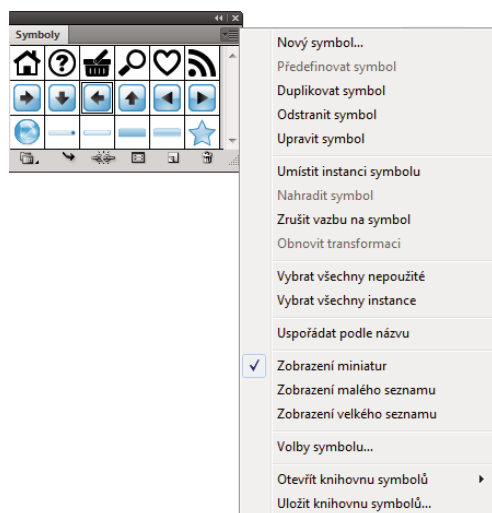 Symboly
Nový symbol...
Předefinovat symbol
Duplikovat symbol
Odstranit symbol
Upravit symbol
Umístit instanci symbolu
Nahradit symbol
Zrušit vazbu na symbol
Obnovit transformaci
Vybrat všechny nepoužité
Vybrat všechny instance
Uspořádat podle názvu
Zobrazení miniatur
Zobrazení malého seznamu
Zobrazení velkého seznamu
Volby symbolu...
Otevřít knihovnu symbolů
Uložit knihovnu symbolů...